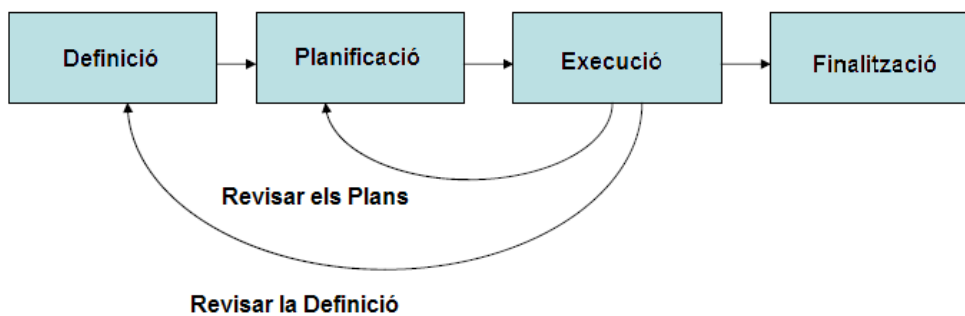 Definició
Planificació
Execució
Finalització
Revisar els Plans
Revisar la Definició